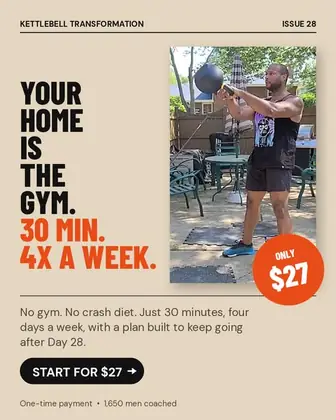 KETTLEBELL TRANSFORMATION
ISSUE 28
YOUR
HOME
IS
THE
GYM.
30 MIN.
4X A WEEK.
ONLY
$27
No gym. No crash diet. Just 30 minutes, four
days a week, with a plan built to keep going
after Day 28.
START FOR $27 →
One-time payment • 1,650 men coached